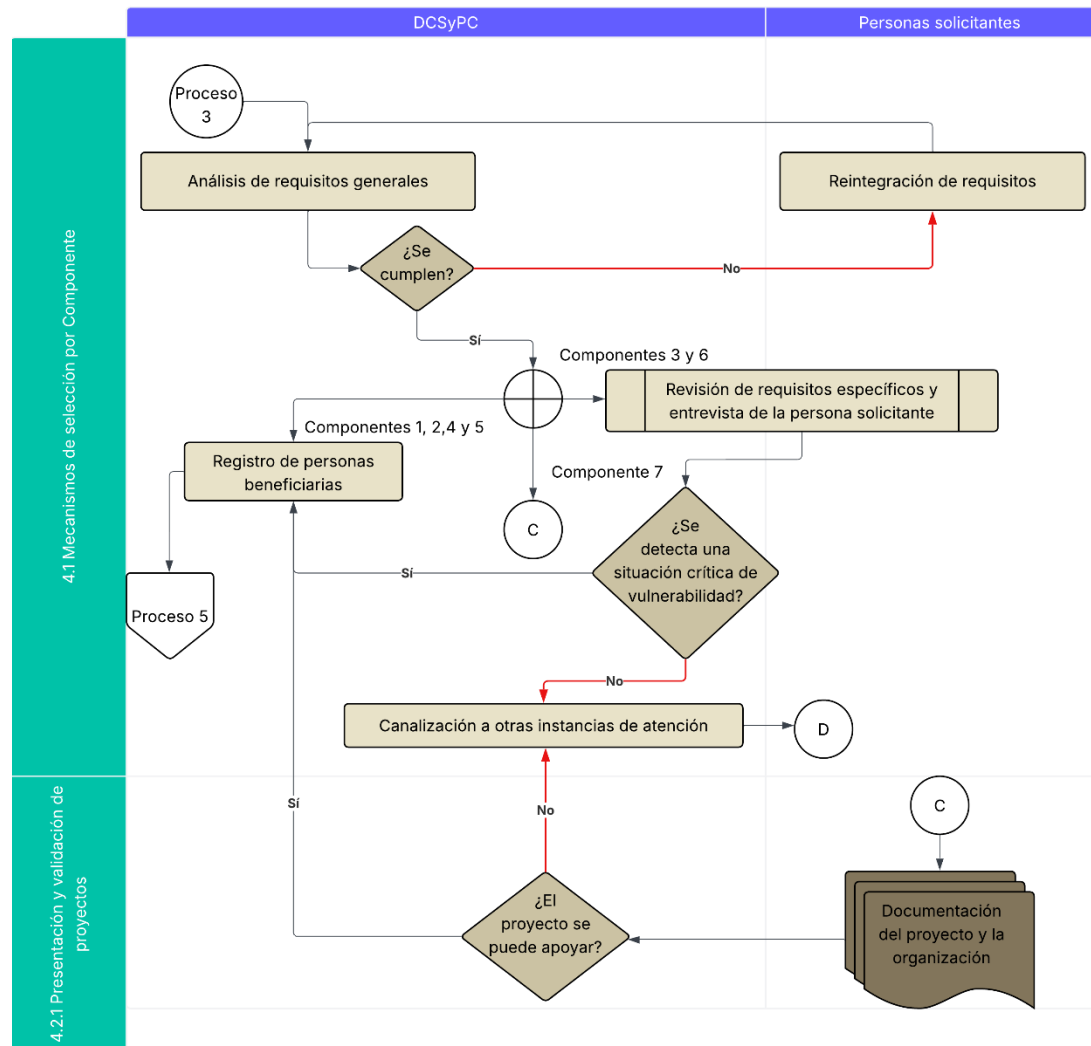 DCSyPC
Personas solicitantes
4.1 Mecanismos de selección por Componente
Proceso
3
Análisis de requisitos generales
Reintegración de requisitos
¿Se
cumplen?
No
Sí
Componentes 3 y 6
Revisión de requisitos específicos y
entrevista de la persona solicitante
Componentes 1, 2,4 y 5
Registro de personas
beneficiarias
Componente 7
C
¿Se
detecta una
situación crítica de
vulnerabilidad?
Sí
Proceso 5
No
Canalización a otras instancias de atención
D
4.2.1 Presentación y validación de
proyectos
Sí
No
C
¿El
proyecto se
puede apoyar?
Documentación
del proyecto y la
organización